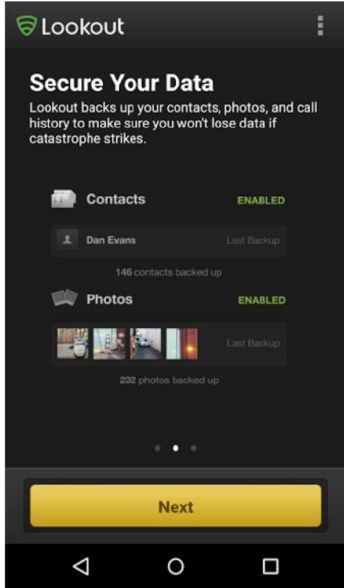 Lookout
Secure Your Data
Lookout backs up your contacts, photos, and call
history to make sure you won't lose data if
catastrophe strikes.
Contacts ENABLED
Dan Evans Last Backup
146 contacts backed up
Photos ENABLED
Last Backup
232 photos backed up
Next